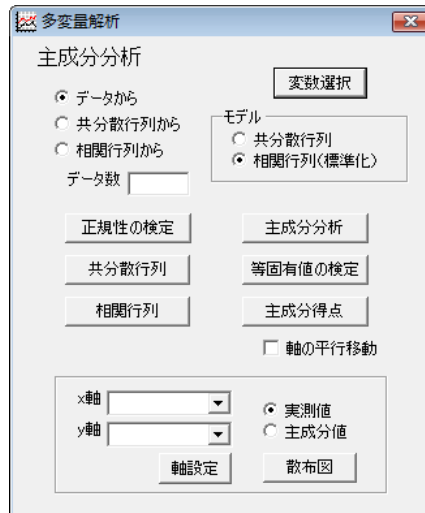 多変量解析
主成分分析
変数選択
データから
共分散行列から
相関行列から
データ数
モデル
共分散行列
相関行列(標準化)
正規性の検定
主成分分析
共分散行列
等固有値の検定
相関行列
主成分得点
軸の平行移動
x軸
y軸
実測値
主成分値
軸設定
散布図